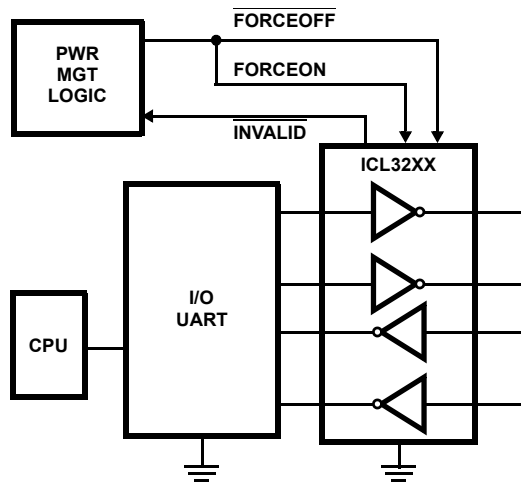 FORCEOFF
PWR
MGT
LOGIC
FORCEON
INVALID
ICL32XX
I/O
UART
CPU